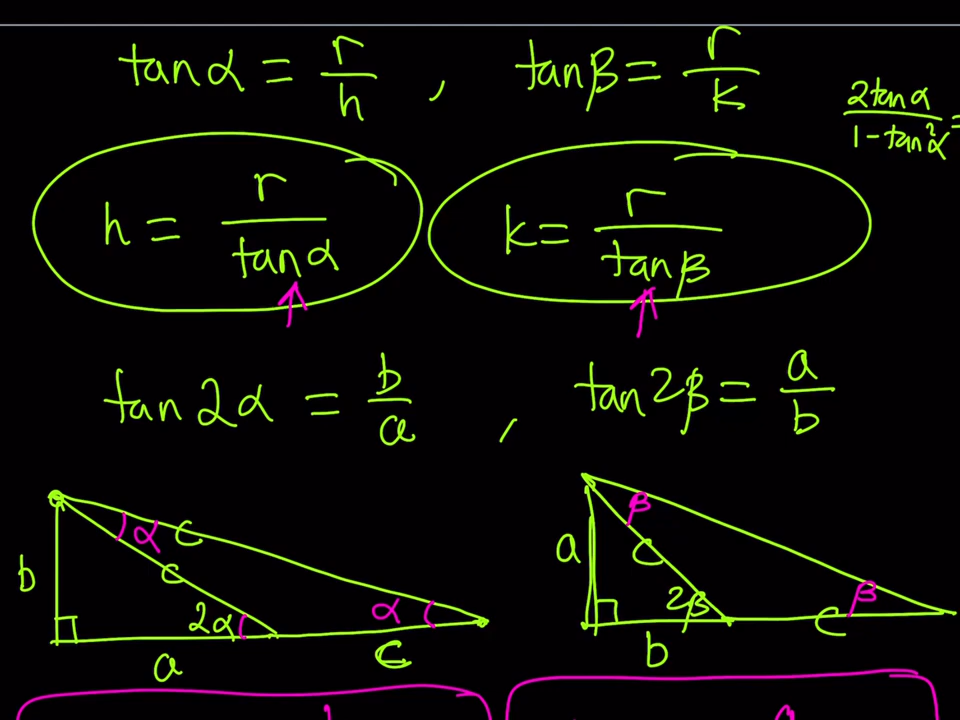 tanα = r/h , tanβ = r/k
2tanα/1-tan²α =
h = r/tanα k = r/tanβ
tan2α = b/a , tan2β = a/b
α c β
b c a c
2α α 2β β
a c b c